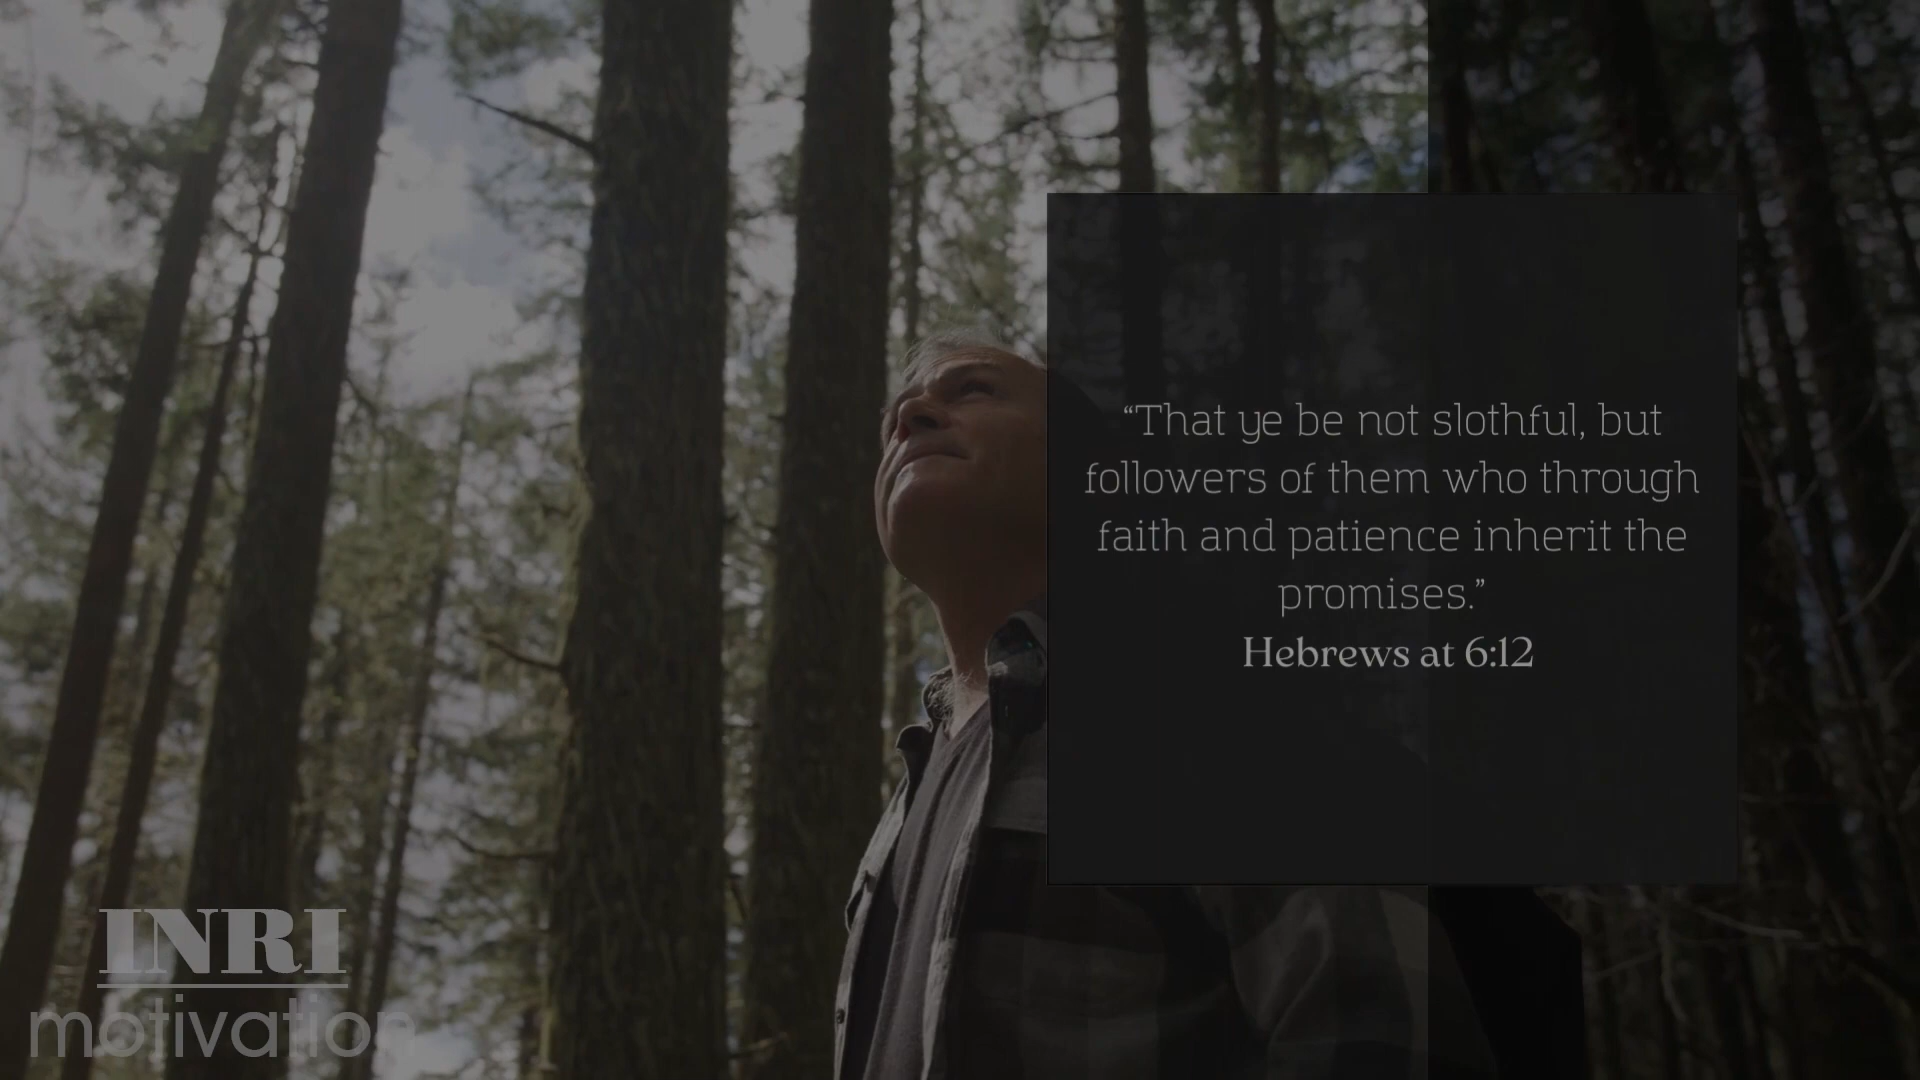 “That ye be not slothful, but
followers of them who through
faith and patience inherit the
promises.”
Hebrews at 6:12
INRI
motivation